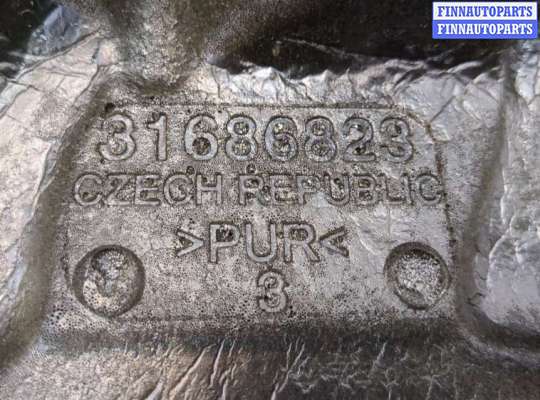 FINNAUTOPARTS
FINNAUTOPARTS
31686823
CZECH REPUBLIC
>PUR<
3